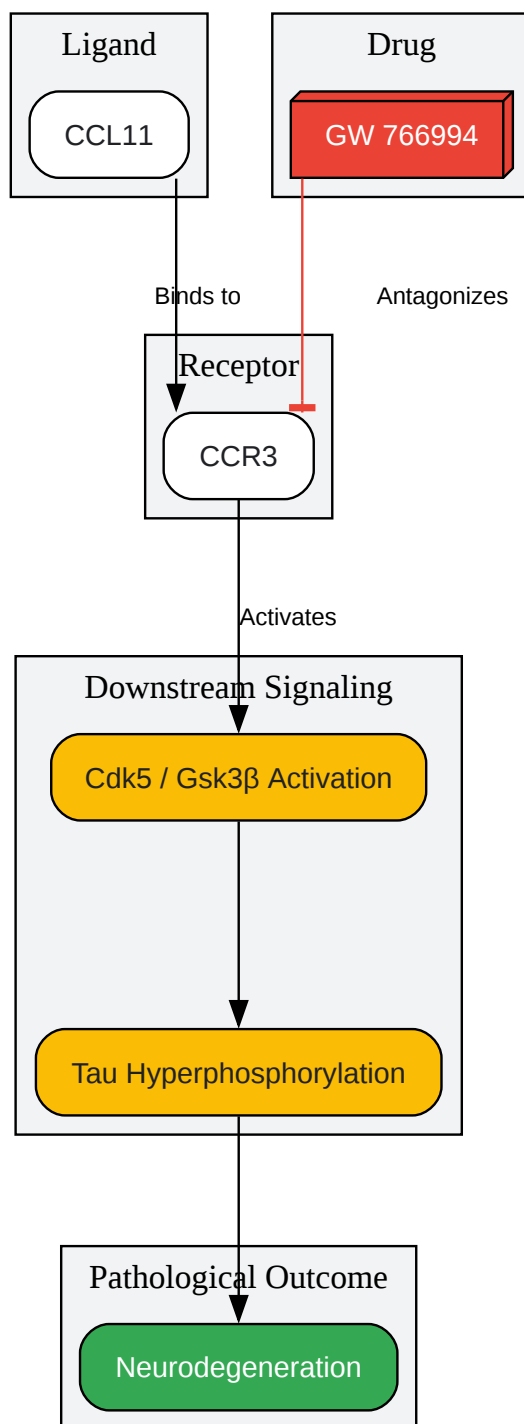 Ligand
Drug
CCL11
GW 766994
Binds to
Antagonizes
Receptor
CCR3
Activates
Downstream Signaling
Cdk5 / Gsk3β Activation
Tau Hyperphosphorylation
Pathological Outcome
Neurodegeneration